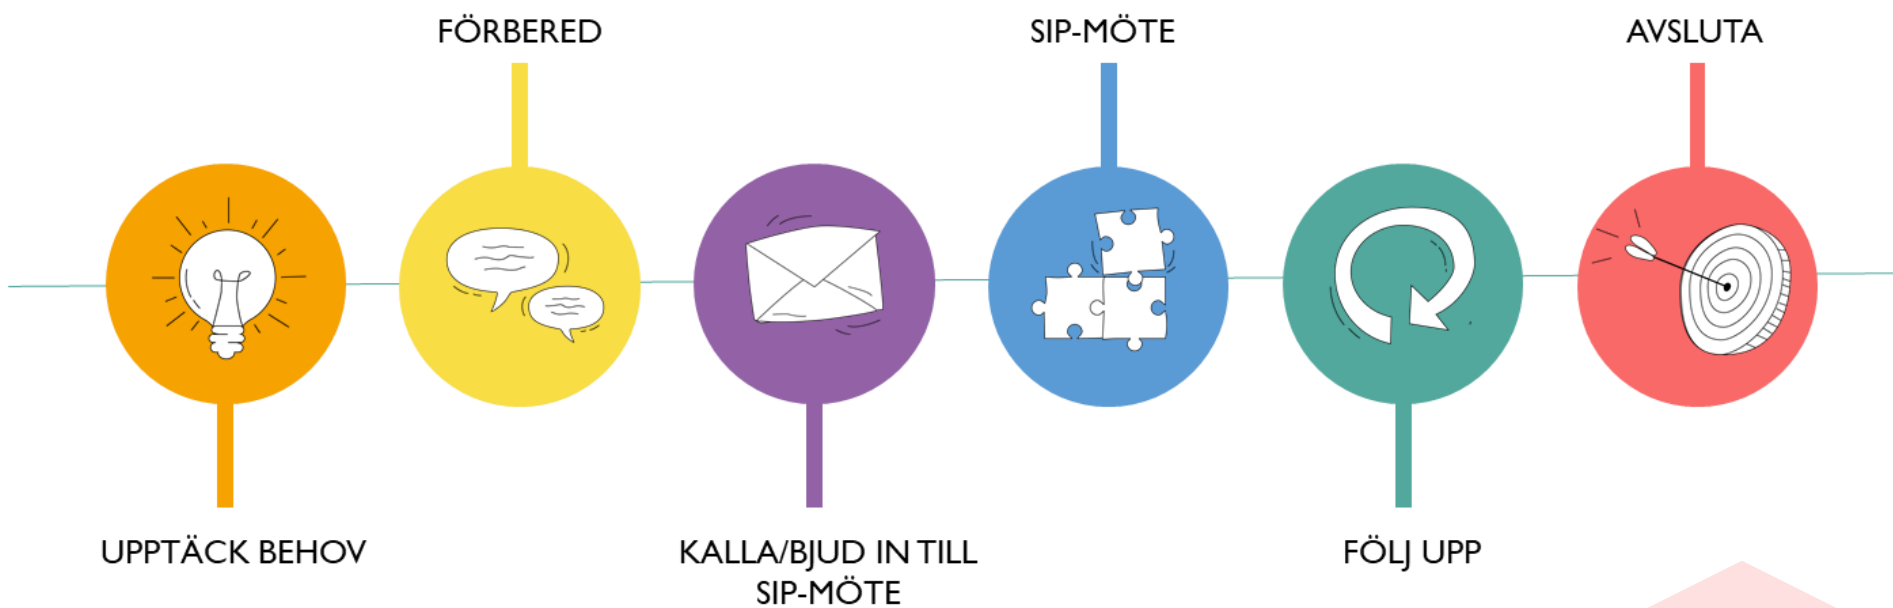 UPPTÄCK BEHOV
FÖRBERED
KALLA/BJUD IN TILL
SIP-MÖTE
SIP-MÖTE
FÖLJ UPP
AVSLUTA